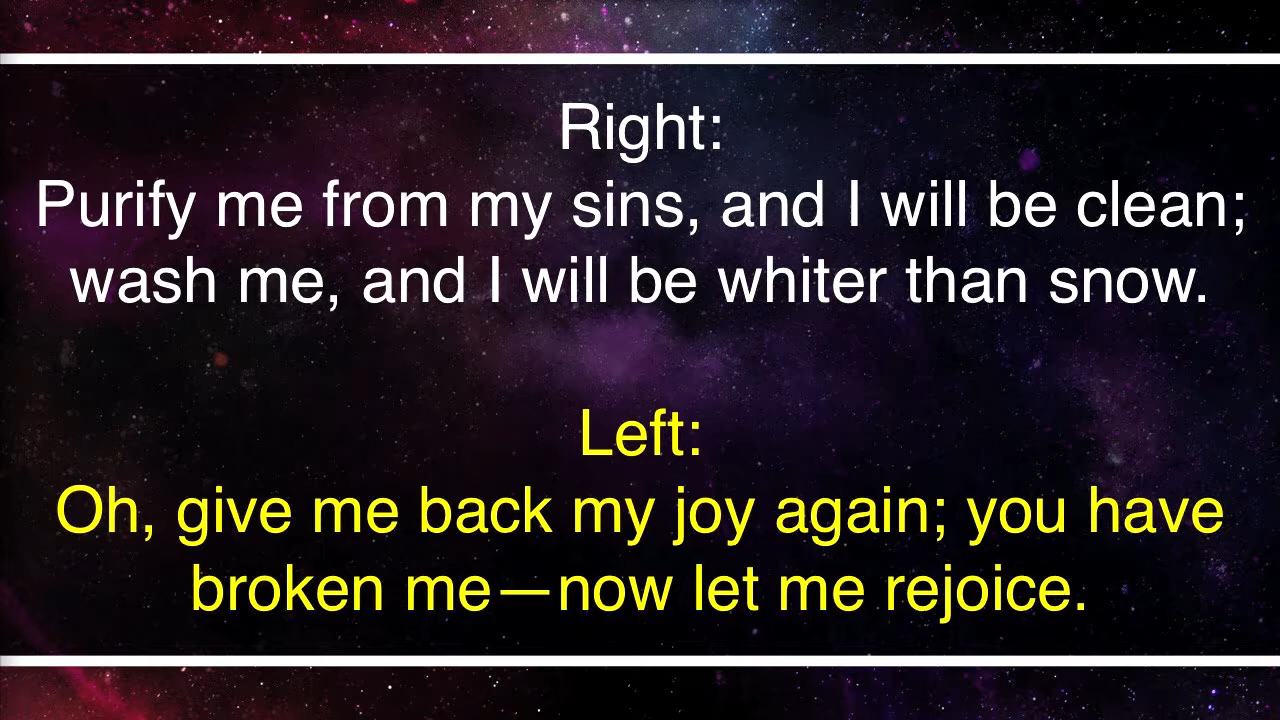 Right:
Purify me from my sins, and I will be clean;
wash me, and I will be whiter than snow.
Left:
Oh, give me back my joy again; you have
broken me—now let me rejoice.